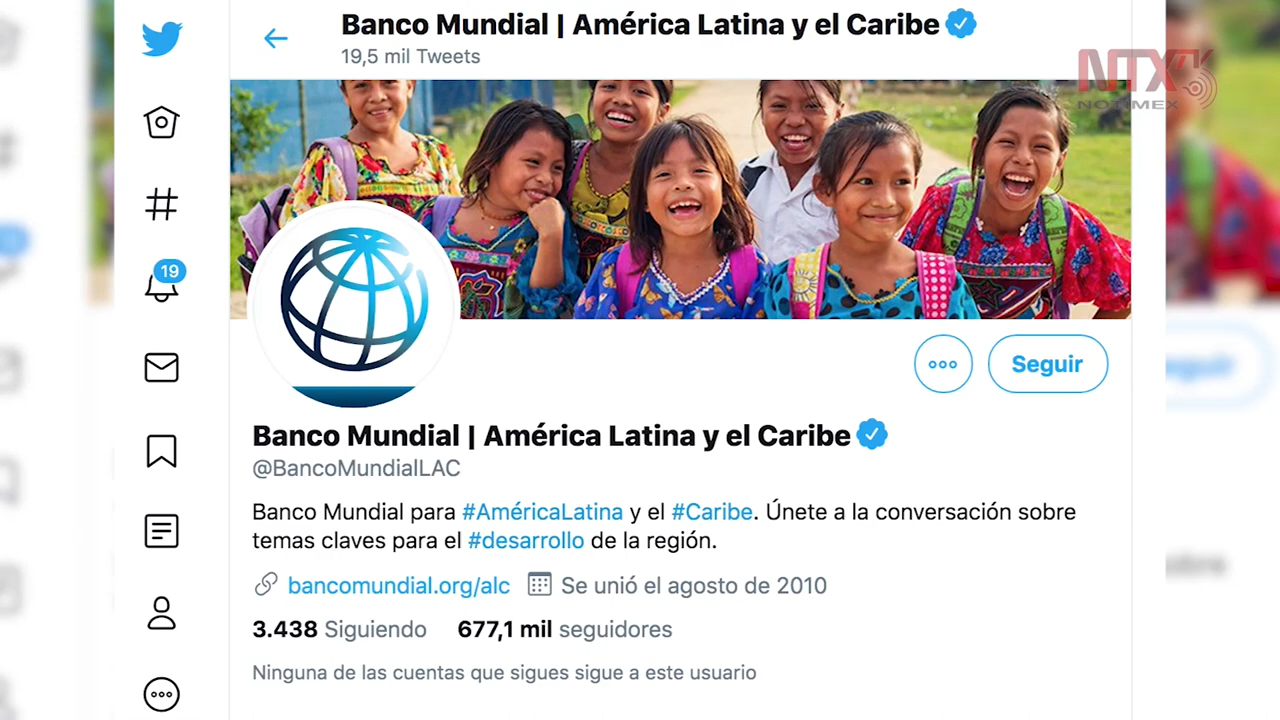 Banco Mundial | América Latina y el Caribe
19,5 mil Tweets
NTX TV
NOTIMEX
19
Seguir
Banco Mundial | América Latina y el Caribe
@BancoMundialLAC
Banco Mundial para #AméricaLatina y el #Caribe. Únete a la conversación sobre
temas claves para el #desarrollo de la región.
bancomundial.org/alc Se unió el agosto de 2010
3.438 Siguiendo 677,1 mil seguidores
Ninguna de las cuentas que sigues sigue a este usuario